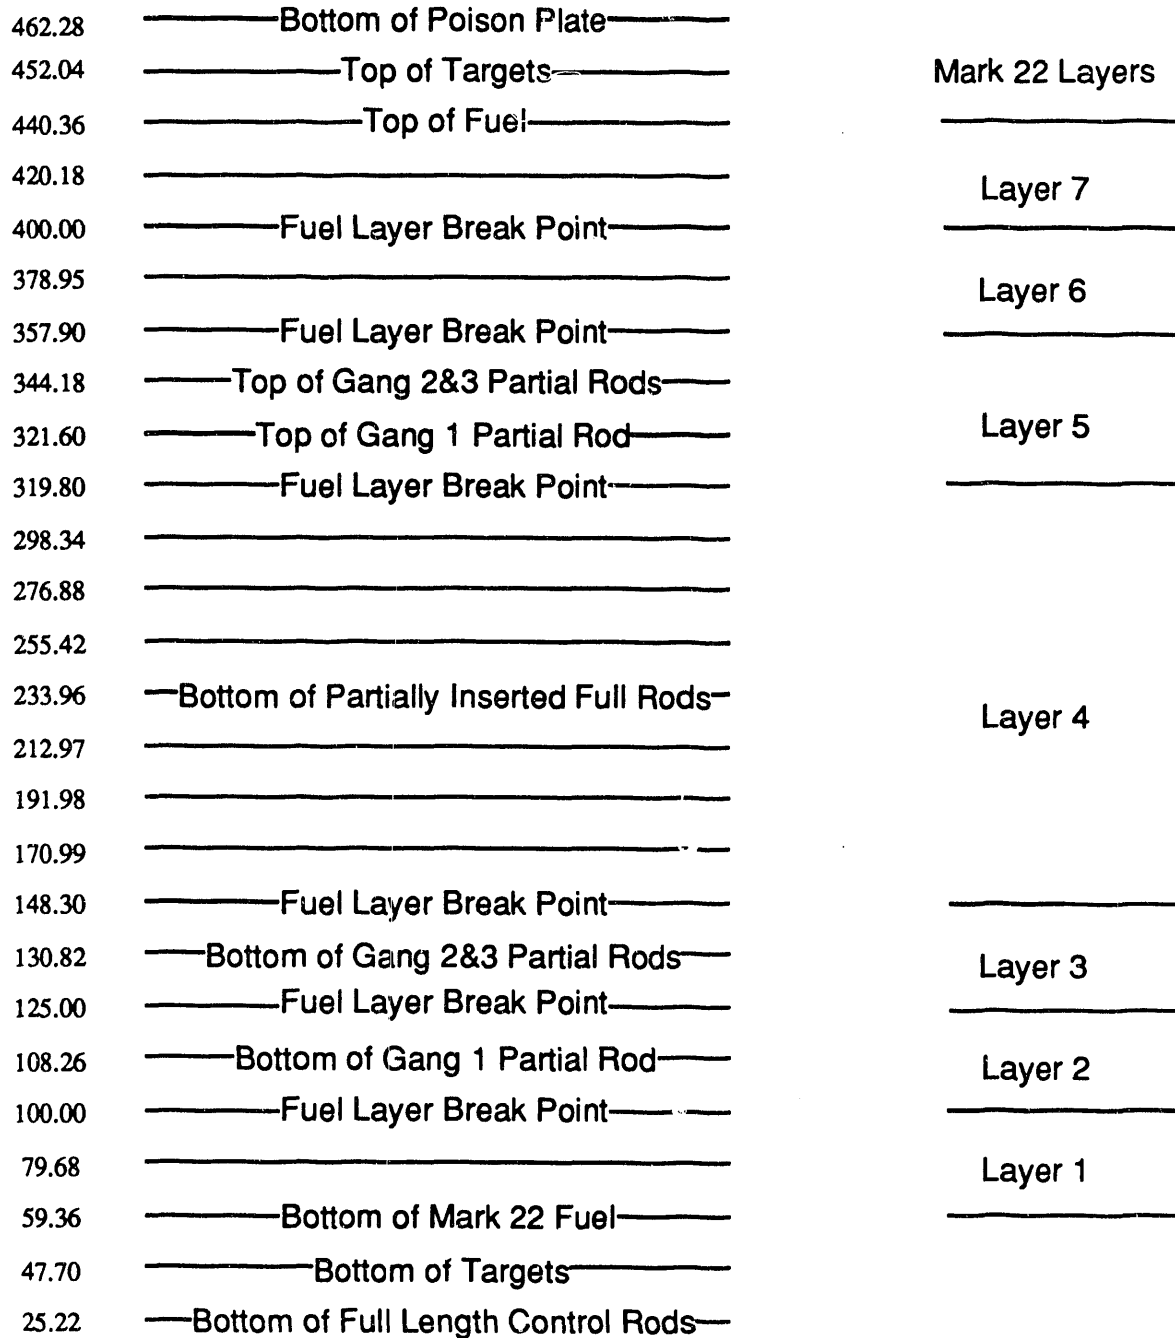 462.28 Bottom of Poison Plate
452.04 Top of Targets Mark 22 Layers
440.36 Top of Fuel
420.18 Layer 7
400.00 Fuel Layer Break Point
378.95 Layer 6
357.90 Fuel Layer Break Point
344.18 Top of Gang 2&3 Partial Rods
321.60 Top of Gang 1 Partial Rod Layer 5
319.80 Fuel Layer Break Point
298.34
276.88
255.42
233.96 Bottom of Partially Inserted Full Rods Layer 4
212.97
191.98
170.99
148.30 Fuel Layer Break Point
130.82 Bottom of Gang 2&3 Partial Rods Layer 3
125.00 Fuel Layer Break Point
108.26 Bottom of Gang 1 Partial Rod Layer 2
100.00 Fuel Layer Break Point
79.68 Layer 1
59.36 Bottom of Mark 22 Fuel
47.70 Bottom of Targets
25.22 Bottom of Full Length Control Rods